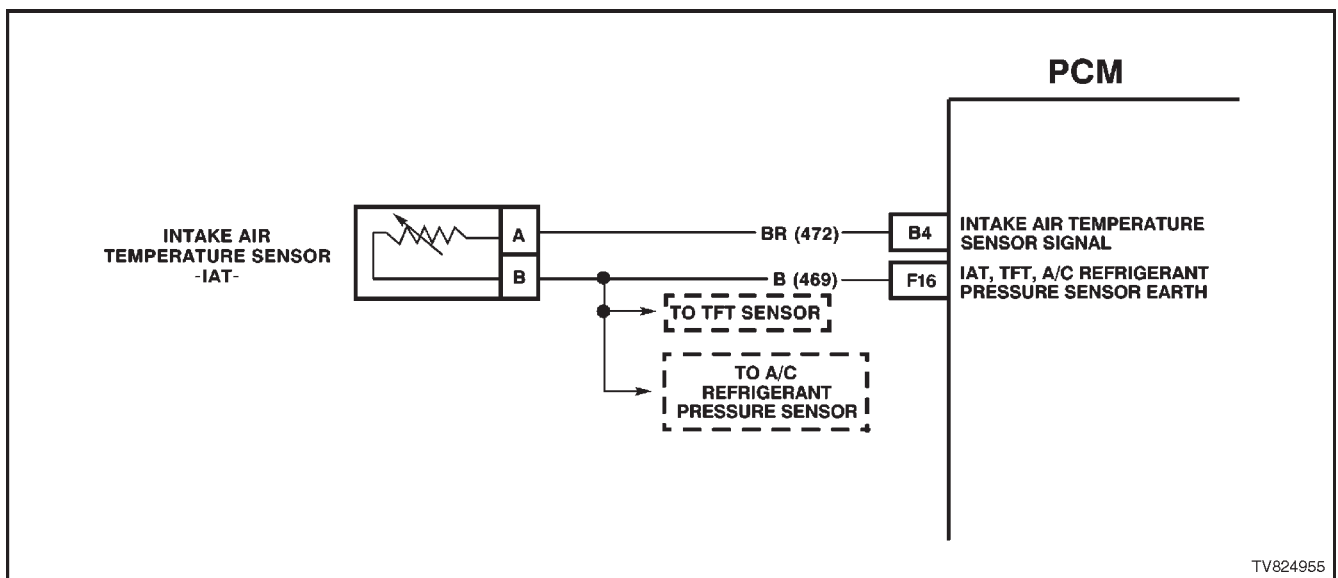 PCM
INTAKE AIR
TEMPERATURE SENSOR
-IAT-
A
B
BR (472)
B (469)
B4
F16
INTAKE AIR TEMPERATURE
SENSOR SIGNAL
IAT, TFT, A/C REFRIGERANT
PRESSURE SENSOR EARTH
TO TFT SENSOR
TO A/C
REFRIGERANT
PRESSURE SENSOR
TV824955